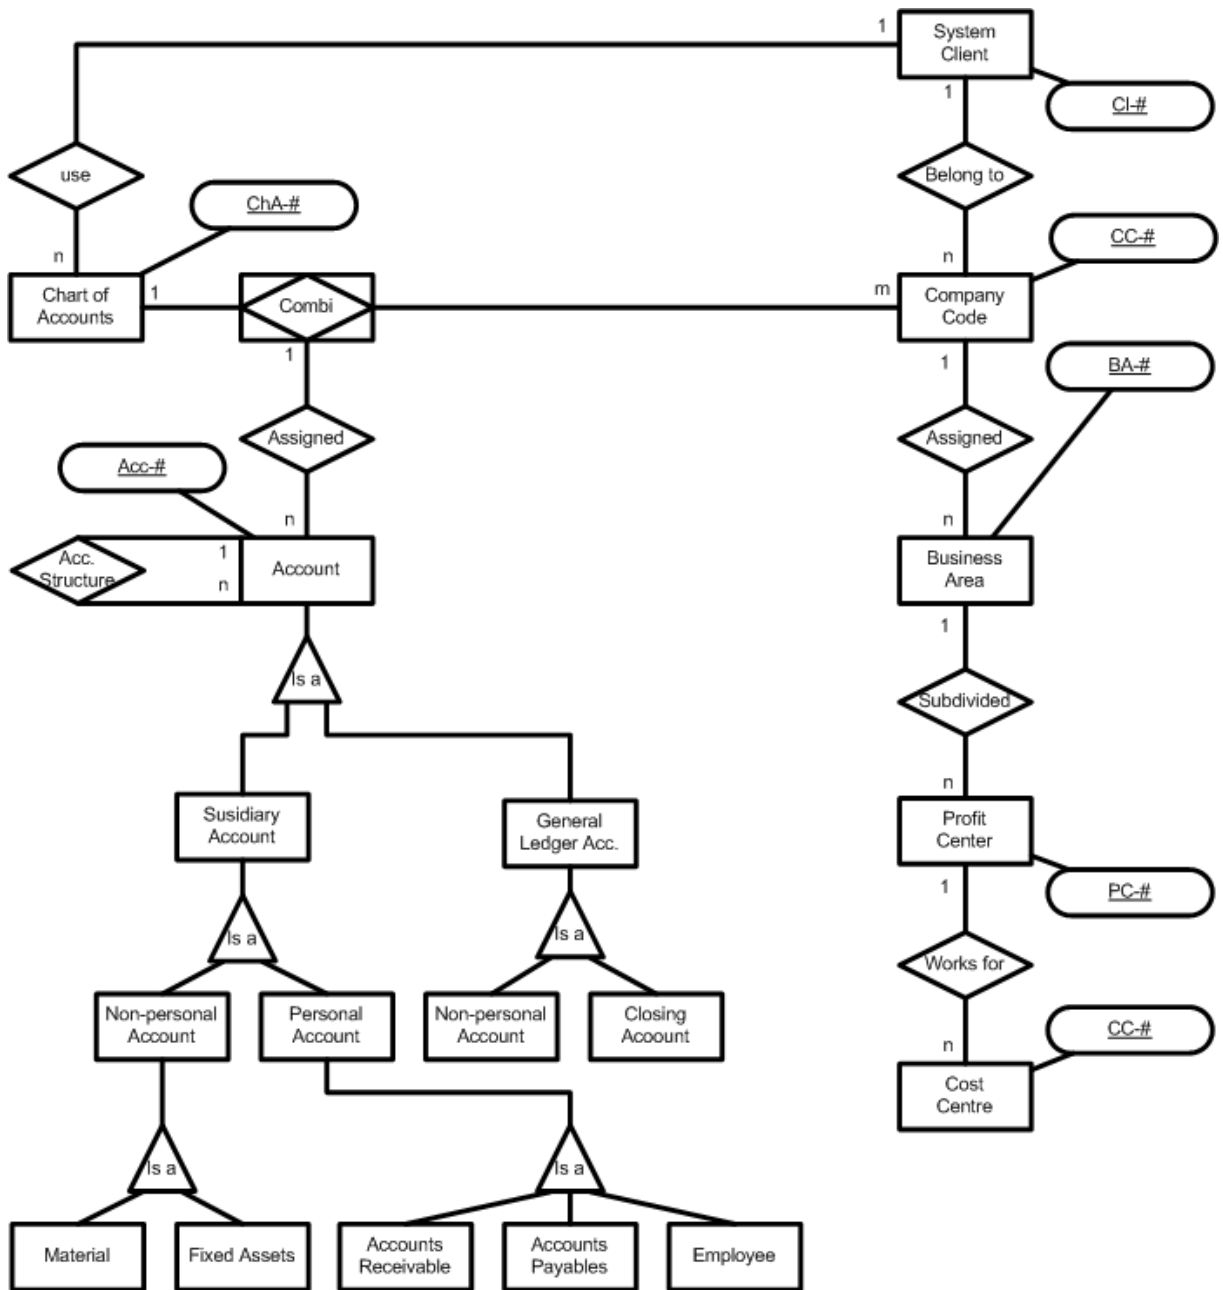 1
System
Client
1
Cl-#
use
Belong to
ChA-#
CC-#
n
n
Chart of
Accounts
1
Combi
m
Company
Code
1
1
BA-#
Assigned
Assigned
Acc-#
n
n
Acc.
Structure
1
n
Account
Business
Area
1
Is a
Subdivided
n
Susidiary
Account
General
Ledger Acc.
Profit
Center
1
PC-#
Is a
Is a
Works for
Non-personal
Account
Personal
Account
Non-personal
Account
Closing
Acoount
CC-#
n
Cost
Centre
Is a
Is a
Material
Fixed Assets
Accounts
Receivable
Accounts
Payables
Employee